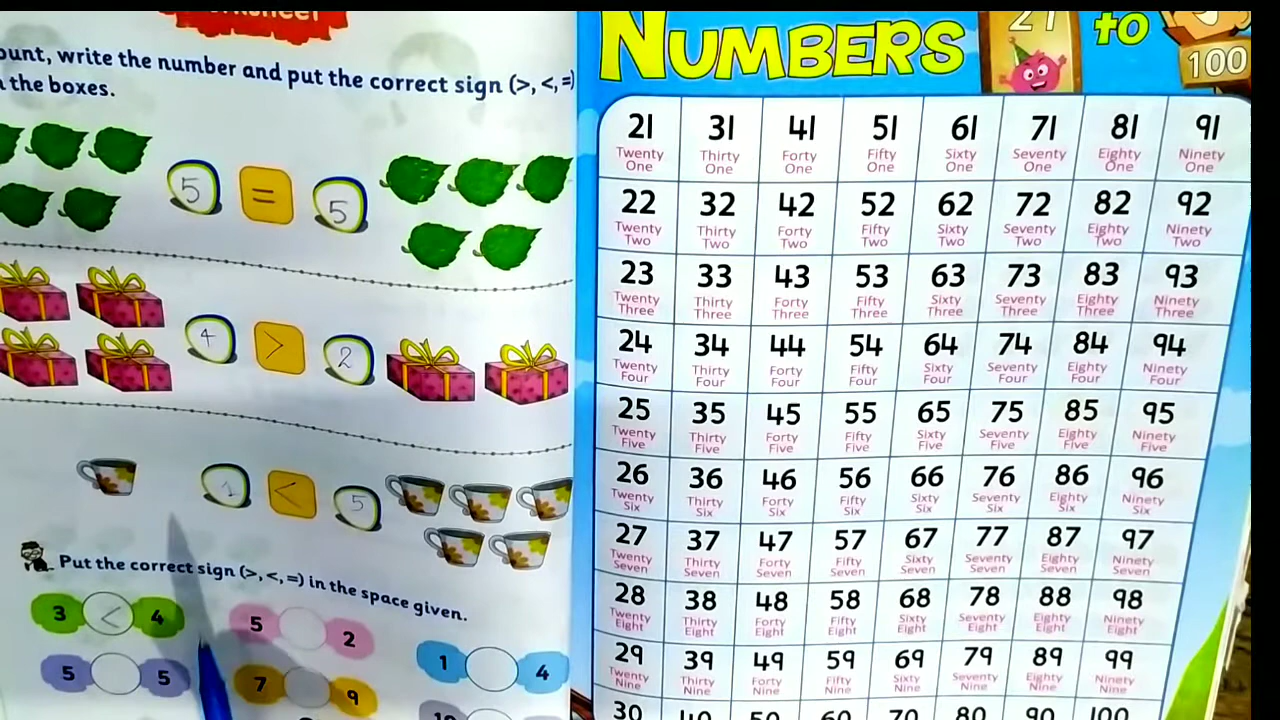 ount, write the number and put the correct sign (>, <, =)
the boxes.
5 = 5
4 > 2
1 < 5
Put the correct sign (>, <, =) in the space given.
3 < 4
5 2
1 4
5 5
7 9
NUMBERS 21 to 100
21 31 41 51 61 71 81 91
Twenty One Thirty One Forty One Fifty One Sixty One Seventy One Eighty One Ninety One
22 32 42 52 62 72 82 92
Twenty Two Thirty Two Forty Two Fifty Two Sixty Two Seventy Two Eighty Two Ninety Two
23 33 43 53 63 73 83 93
Twenty Three Thirty Three Forty Three Fifty Three Sixty Three Seventy Three Eighty Three Ninety Three
24 34 44 54 64 74 84 94
Twenty Four Thirty Four Forty Four Fifty Four Sixty Four Seventy Four Eighty Four Ninety Four
25 35 45 55 65 75 85 95
Twenty Five Thirty Five Forty Five Fifty Five Sixty Five Seventy Five Eighty Five Ninety Five
26 36 46 56 66 76 86 96
Twenty Six Thirty Six Forty Six Fifty Six Sixty Six Seventy Six Eighty Six Ninety Six
27 37 47 57 67 77 87 97
Twenty Seven Thirty Seven Forty Seven Fifty Seven Sixty Seven Seventy Seven Eighty Seven Ninety Seven
28 38 48 58 68 78 88 98
Twenty Eight Thirty Eight Forty Eight Fifty Eight Sixty Eight Seventy Eight Eighty Eight Ninety Eight
29 39 49 59 69 79 89 99
Twenty Nine Thirty Nine Forty Nine Fifty Nine Sixty Nine Seventy Nine Eighty Nine Ninety Nine
30 40 50 60 70 80 90 100